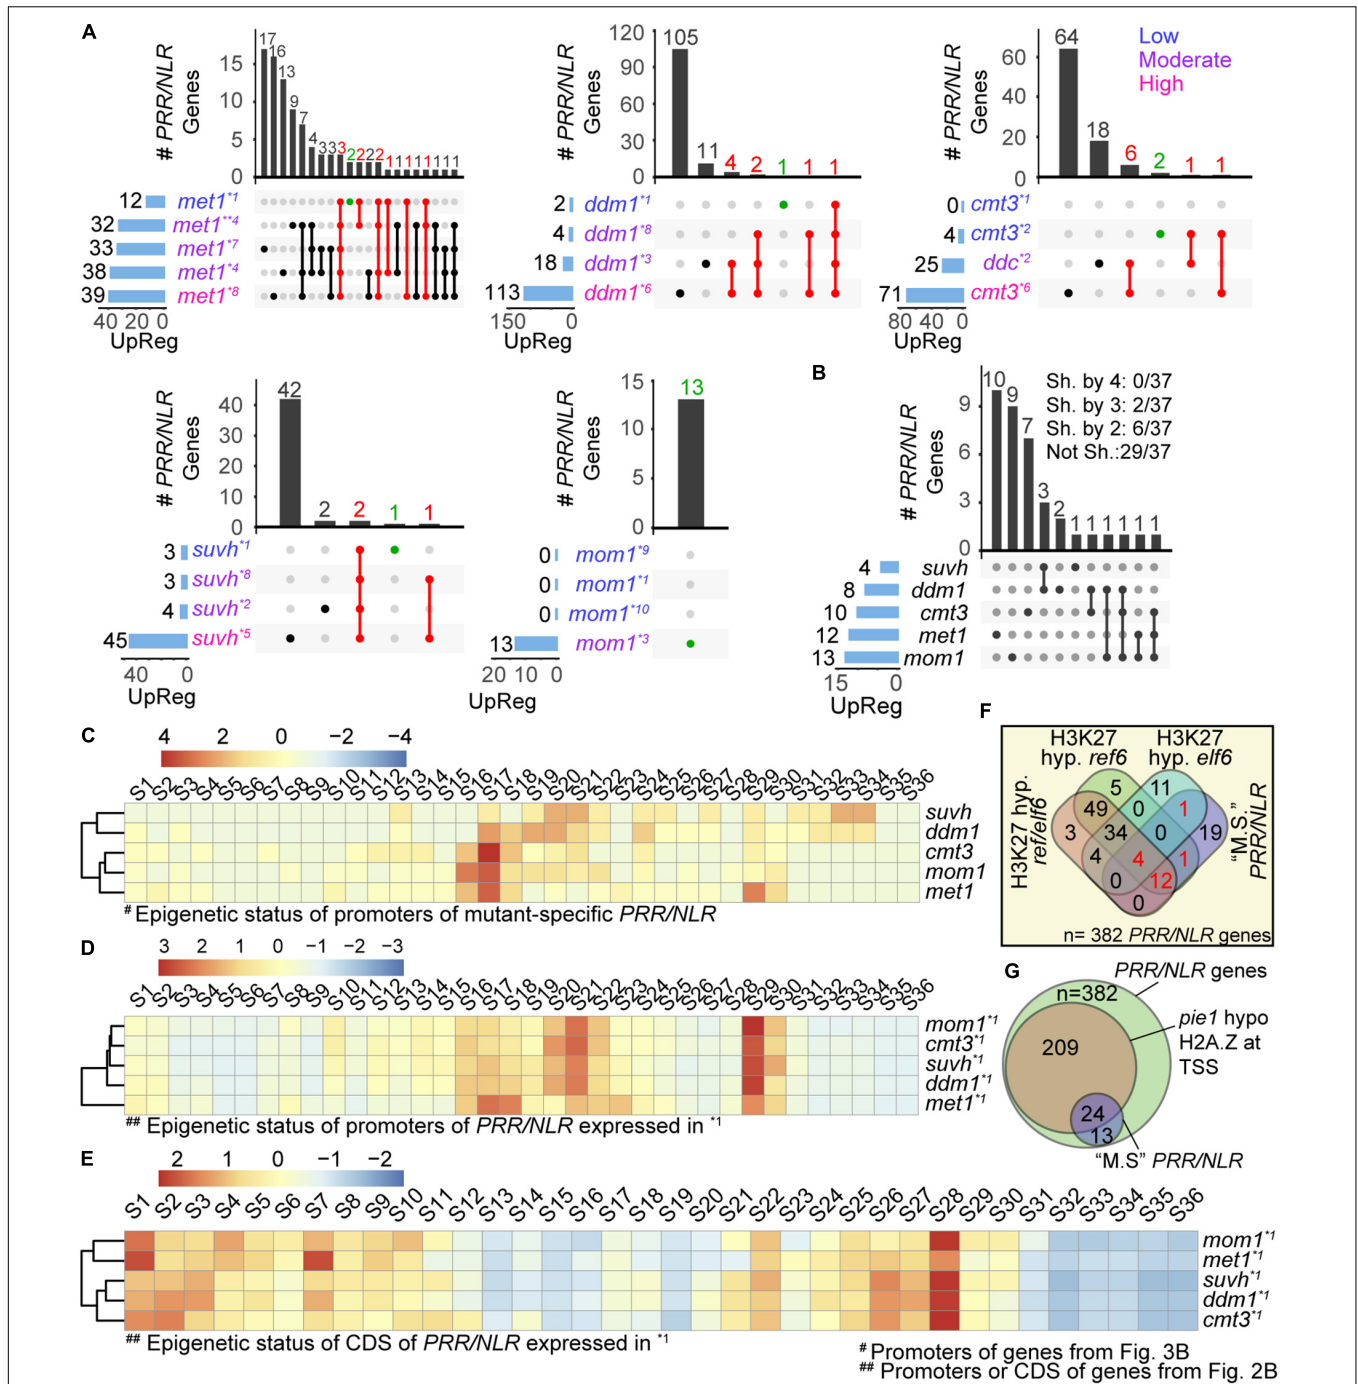 A
# PRR/NLR
Genes
15
10
5
0
17
16
13
9
7
4
3
3
3
3
2
2
2
2
2
1
1
1
1
1
1
1
1
12
met1*1
32
met1**4
33
met1*7
38
met1*4
39
met1*8
40 20 0
UpReg
# PRR/NLR
Genes
120
90
60
30
0
105
11
4
2
1
1
1
2
ddm1*1
4
ddm1*8
18
ddm1*3
113
ddm1*6
150 0
UpReg
# PRR/NLR
Genes
60
40
20
0
64
18
6
2
1
1
Low
Moderate
High
0
cmt3*1
4
cmt3*2
25
ddc*2
71
cmt3*6
80 40 0
UpReg
# PRR/NLR
Genes
40
30
20
10
0
42
2
2
1
1
3
suvh*1
3
suvh*8
4
suvh*2
45
suvh*5
40 0
UpReg
# PRR/NLR
Genes
15
10
5
0
13
0
mom1*9
0
mom1*1
0
mom1*10
13
mom1*3
20 10 0
UpReg
B
# PRR/NLR
Genes
9
6
3
0
10
9
7
3
2
1
1
1
1
1
1
Sh. by 4: 0/37
Sh. by 3: 2/37
Sh. by 2: 6/37
Not Sh.:29/37
4
suvh
8
ddm1
10
cmt3
12
met1
13
mom1
15 0
UpReg
C
4 2 0 −2 −4
S1 S2 S3 S4 S5 S6 S7 S8 S9 S10 S11 S12 S13 S14 S15 S16 S17 S18 S19 S20 S21 S22 S23 S24 S25 S26 S27 S28 S29 S30 S31 S32 S33 S34 S35 S36
suvh
ddm1
cmt3
mom1
met1
# Epigenetic status of promoters of mutant-specific PRR/NLR
D
3 2 1 0 −1 −2 −3
S1 S2 S3 S4 S5 S6 S7 S8 S9 S10 S11 S12 S13 S14 S15 S16 S17 S18 S19 S20 S21 S22 S23 S24 S25 S26 S27 S28 S29 S30 S31 S32 S33 S34 S35 S36
mom1*1
cmt3*1
suvh*1
ddm1*1
met1*1
## Epigenetic status of promoters of PRR/NLR expressed in *1
E
2 1 0 −1 −2
S1 S2 S3 S4 S5 S6 S7 S8 S9 S10 S11 S12 S13 S14 S15 S16 S17 S18 S19 S20 S21 S22 S23 S24 S25 S26 S27 S28 S29 S30 S31 S32 S33 S34 S35 S36
mom1*1
met1*1
suvh*1
ddm1*1
cmt3*1
## Epigenetic status of CDS of PRR/NLR expressed in *1
# Promoters of genes from Fig. 3B
## Promoters or CDS of genes from Fig. 2B
F
H3K27
hyp. ref6
H3K27
hyp. elf6
H3K27 hyp.
ref/elf6
"M.S."
PRR/NLR
5
11
49
0
1
3
34
0
19
4
4
1
0
12
0
n= 382 PRR/NLR genes
G
PRR/NLR genes
n=382
pie1 hypo
H2A.Z at
TSS
209
24
13
"M.S" PRR/NLR